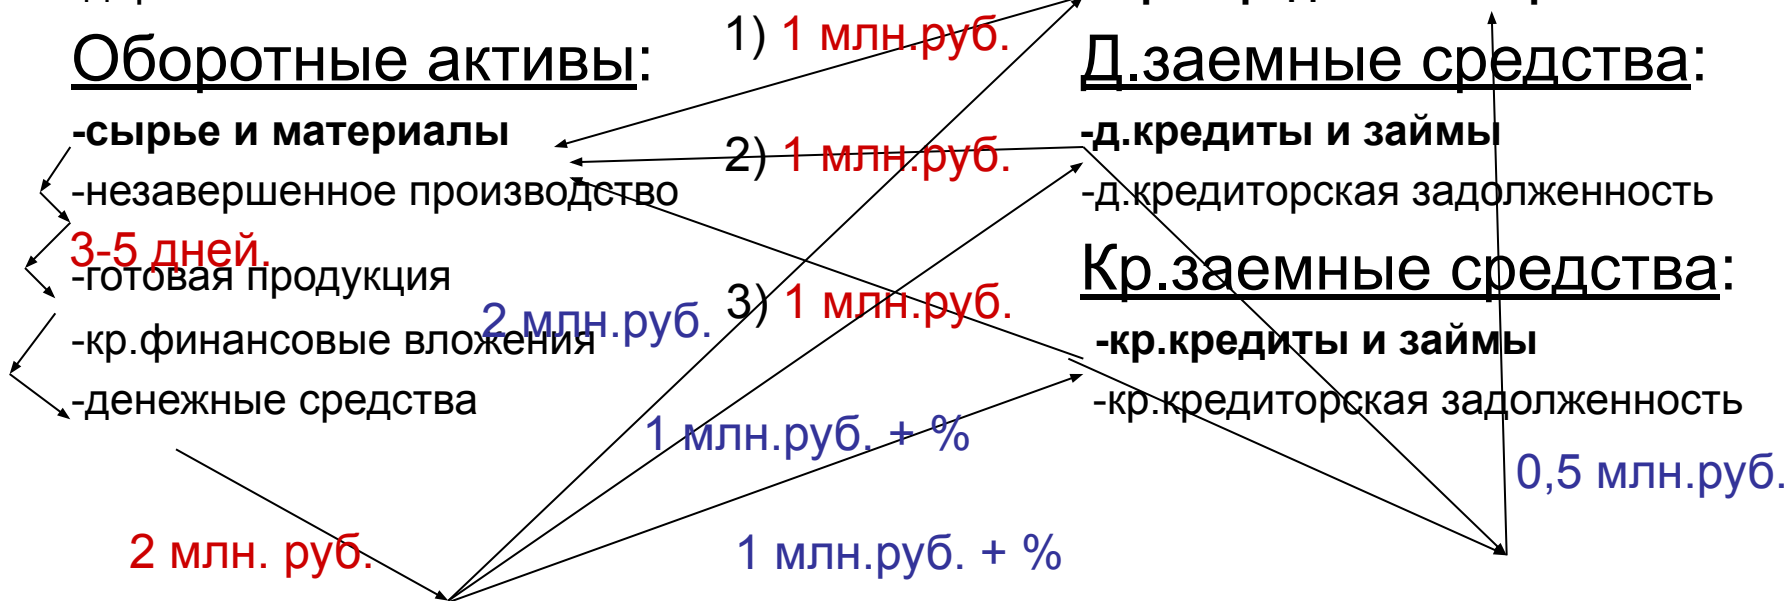 1) 1 млн.руб.
Оборотные активы:
-сырье и материалы
-незавершенное производство
3-5 дней.
-готовая продукция
-кр.финансовые вложения
-денежные средства
2) 1 млн.руб.
3) 1 млн.руб.
2 млн.руб.
1 млн.руб. + %
2 млн. руб.
1 млн.руб. + %
Д.заемные средства:
-д.кредиты и займы
-д.кредиторская задолженность
Кр.заемные средства:
-кр.кредиты и займы
-кр.кредиторская задолженность
0,5 млн.руб.